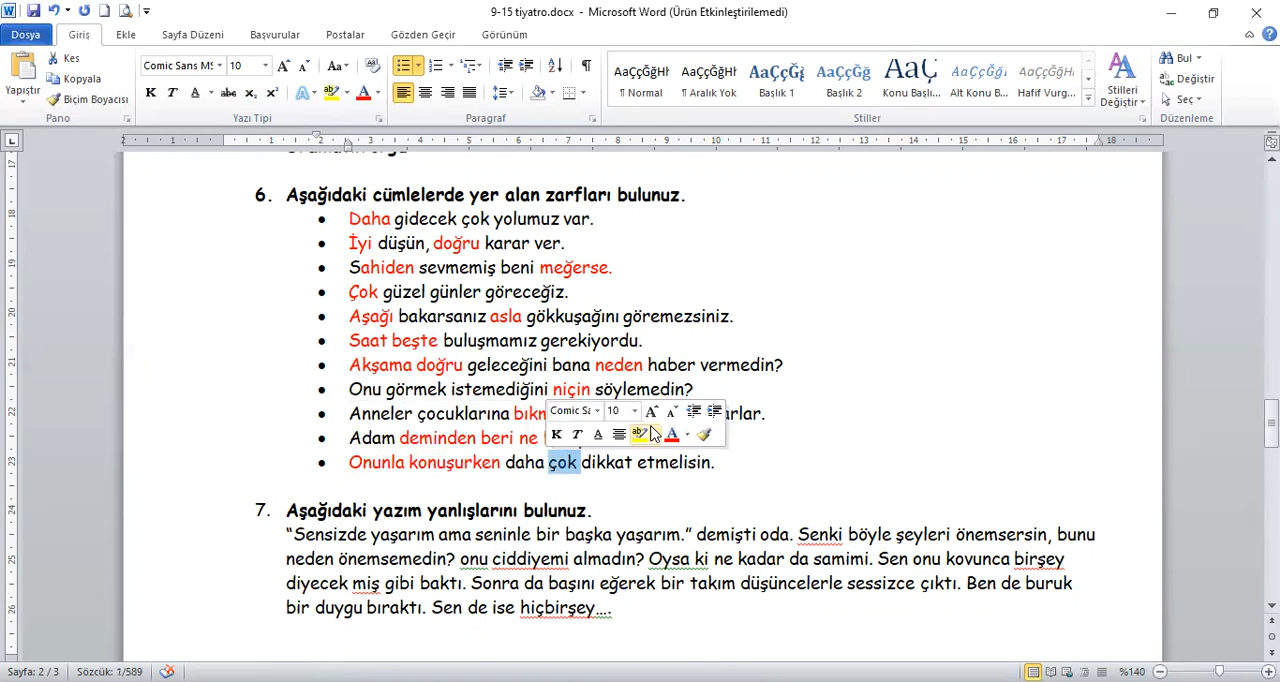 9-15 tiyatro.docx - Microsoft Word (Ürün Etkinleştirilemedi)
Dosya Giriş Ekle Sayfa Düzeni Başvurular Postalar Gözden Geçir Görünüm
Yapıştır Kes Kopyala Biçim Boyacısı
Comic Sans MS 10
K T A abc x₂ x²
AaÇçĞğHł AaÇçĞğHł AaÇçĞğ AaÇçĞğİ AaÇç AaÇçĞğİ AaÇçĞğHı
¶ Normal ¶ Aralık Yok Başlık 1 Başlık 2 Konu Başlı... Alt Konu B... Hafif Vurg...
Stilleri Değiştir
Bul Değiştir Seç
Pano Yazı Tipi Paragraf Stiller Düzenleme
6. Aşağıdaki cümlelerde yer alan zarfları bulunuz.
• Daha gidecek çok yolumuz var.
• İyi düşün, doğru karar ver.
• Sahiden sevmemiş beni meğerse.
• Çok güzel günler göreceğiz.
• Aşağı bakarsanız asla gökkuşağını göremezsiniz.
• Saat beşte buluşmamız gerekiyordu.
• Akşama doğru geleceğini bana neden haber vermedin?
• Onu görmek istemediğini niçin söylemedin?
• Anneler çocuklarına
• Adam deminden beri ne
• Onunla konuşurken daha çok dikkat etmelisin.
Comic Sa 10
K T A
7. Aşağıdaki yazım yanlışlarını bulunuz.
“Sensizde yaşarım ama seninle bir başka yaşarım.” demişti oda. Senki böyle şeyleri önemsersin, bunu
neden önemsemedin? onu ciddiyemi almadın? Oysa ki ne kadar da samimi. Sen onu kovunca birşey
diyecek miş gibi baktı. Sonra da başını eğerek bir takım düşüncelerle sessizce çıktı. Ben de buruk
bir duygu bıraktı. Sen de ise hiçbirşey....
Sayfa: 2 / 3 Sözcük: 1/589 %140